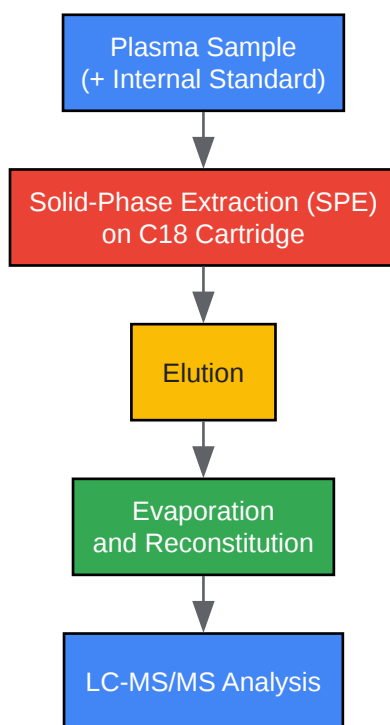 Plasma Sample
(+ Internal Standard)
Solid-Phase Extraction (SPE)
on C18 Cartridge
Elution
Evaporation
and Reconstitution
LC-MS/MS Analysis